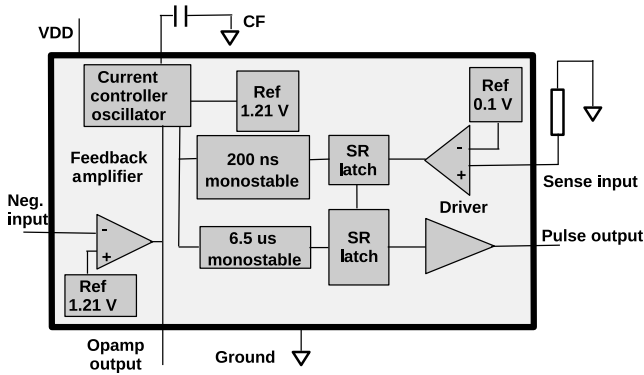 CF
VDD
Current
controller
oscillator
Ref
1.21 V
Ref
0.1 V
Feedback
amplifier
200 ns
monostable
SR
latch
-
+
Sense input
Neg.
input
Driver
-
+
6.5 us
monostable
SR
latch
Pulse output
Ref
1.21 V
Opamp
output
Ground